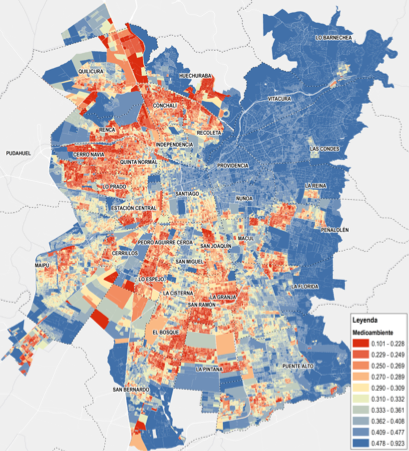 LO BARNECHEA
QUILICURA
HUECHURABA
VITACURA
CONCHALÍ
RENCA
RECOLETA
INDEPENDENCIA
LAS CONDES
PUDAHUEL
CERRO NAVIA
QUINTA NORMAL
PROVIDENCIA
LO PRADO
LA REINA
SANTIAGO
ÑUÑOA
ESTACIÓN CENTRAL
PEÑALOLÉN
MACUL
PEDRO AGUIRRE CERDA
SAN JOAQUÍN
CERRILLOS
SAN MIGUEL
MAIPÚ
LO ESPEJO
LA FLORIDA
LA CISTERNA
LA GRANJA
SAN RAMÓN
EL BOSQUE
LA PINTANA
PUENTE ALTO
SAN BERNARDO
Leyenda
Medioambiente
0.101 - 0.228
0.229 - 0.249
0.250 - 0.269
0.270 - 0.289
0.290 - 0.309
0.310 - 0.332
0.333 - 0.361
0.362 - 0.408
0.409 - 0.477
0.478 - 0.923